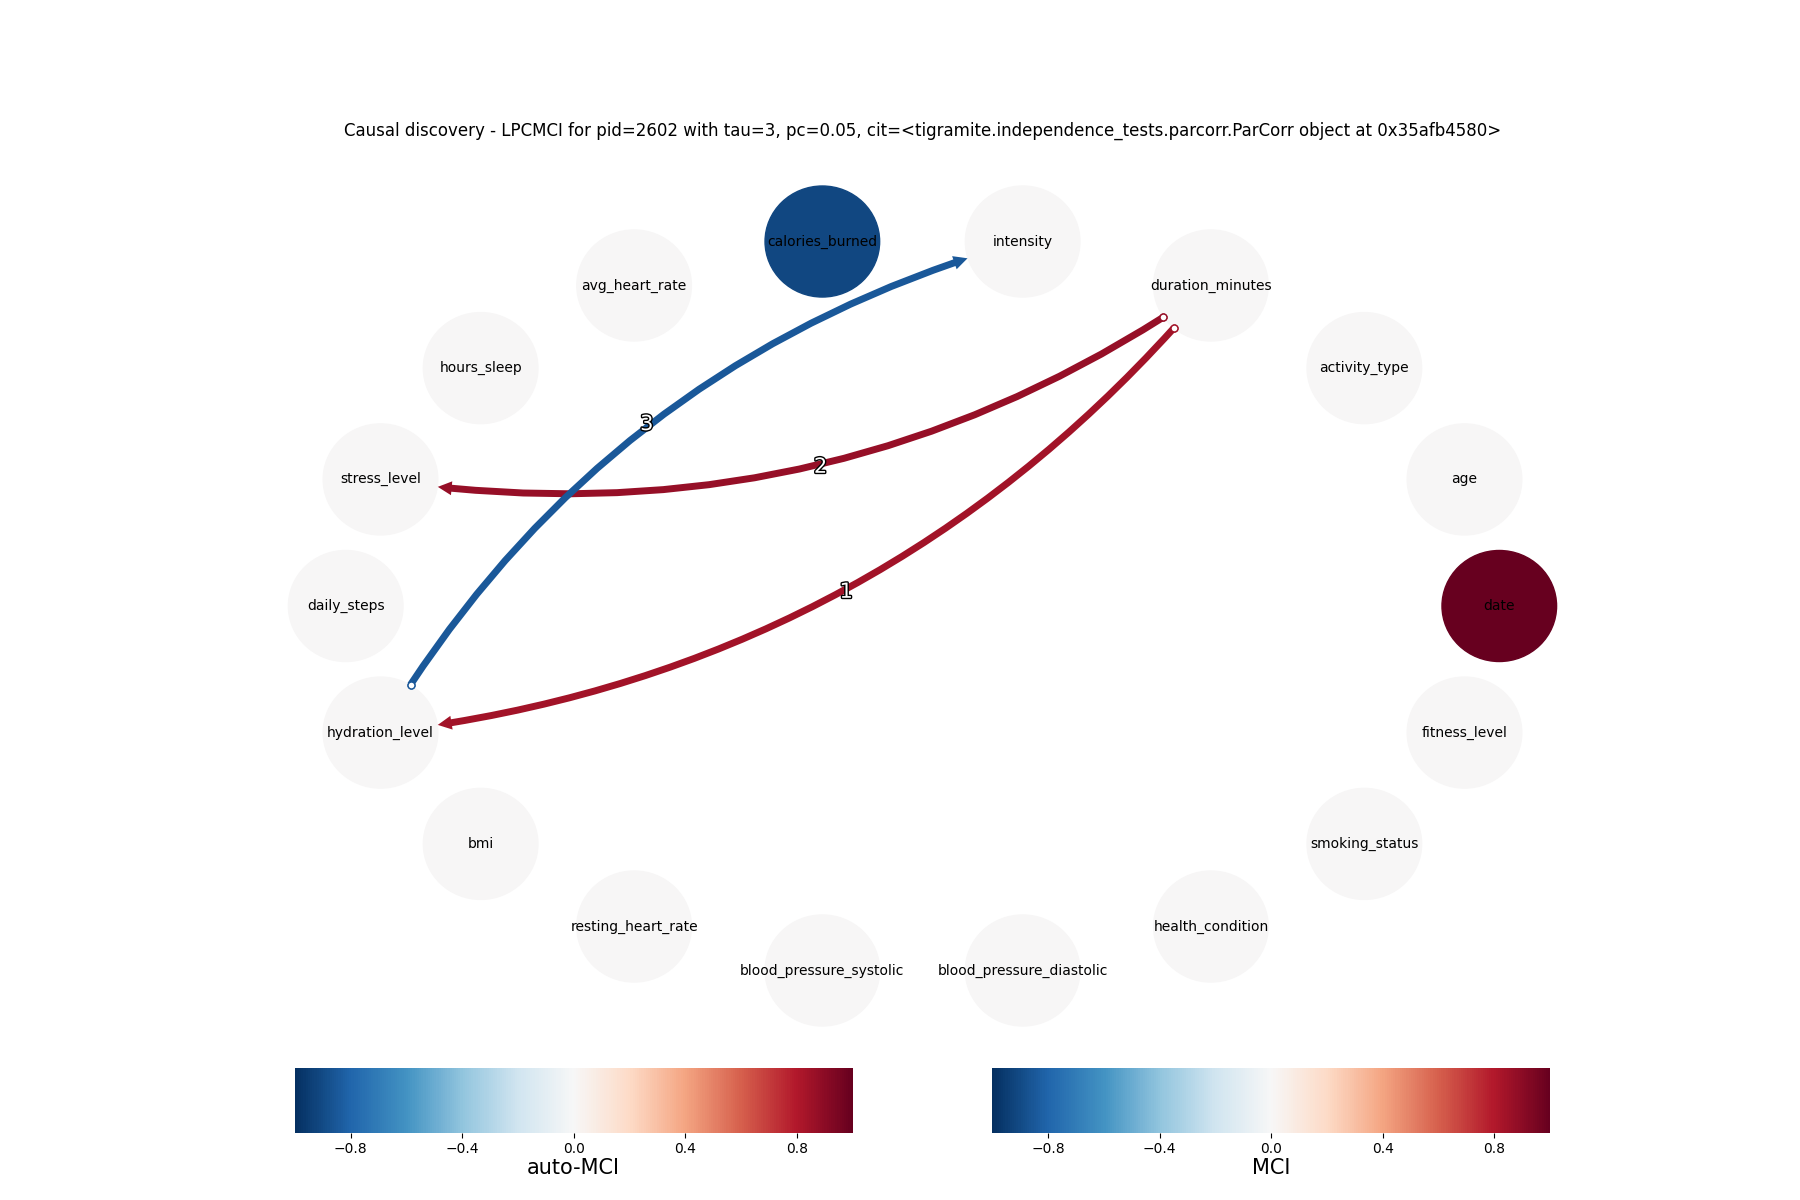 Causal discovery - LPCMCI for pid=2602 with tau=3, pc=0.05, cit=<tigramite.independence_tests.parcorr.ParCorr object at 0x35afb4580>
calories_burned
intensity
avg_heart_rate
duration_minutes
hours_sleep
activity_type
3
2
stress_level
age
1
daily_steps
date
hydration_level
fitness_level
bmi
smoking_status
resting_heart_rate
health_condition
blood_pressure_systolic
blood_pressure_diastolic
−0.8 −0.4 0.0 0.4 0.8
auto-MCI
−0.8 −0.4 0.0 0.4 0.8
MCI